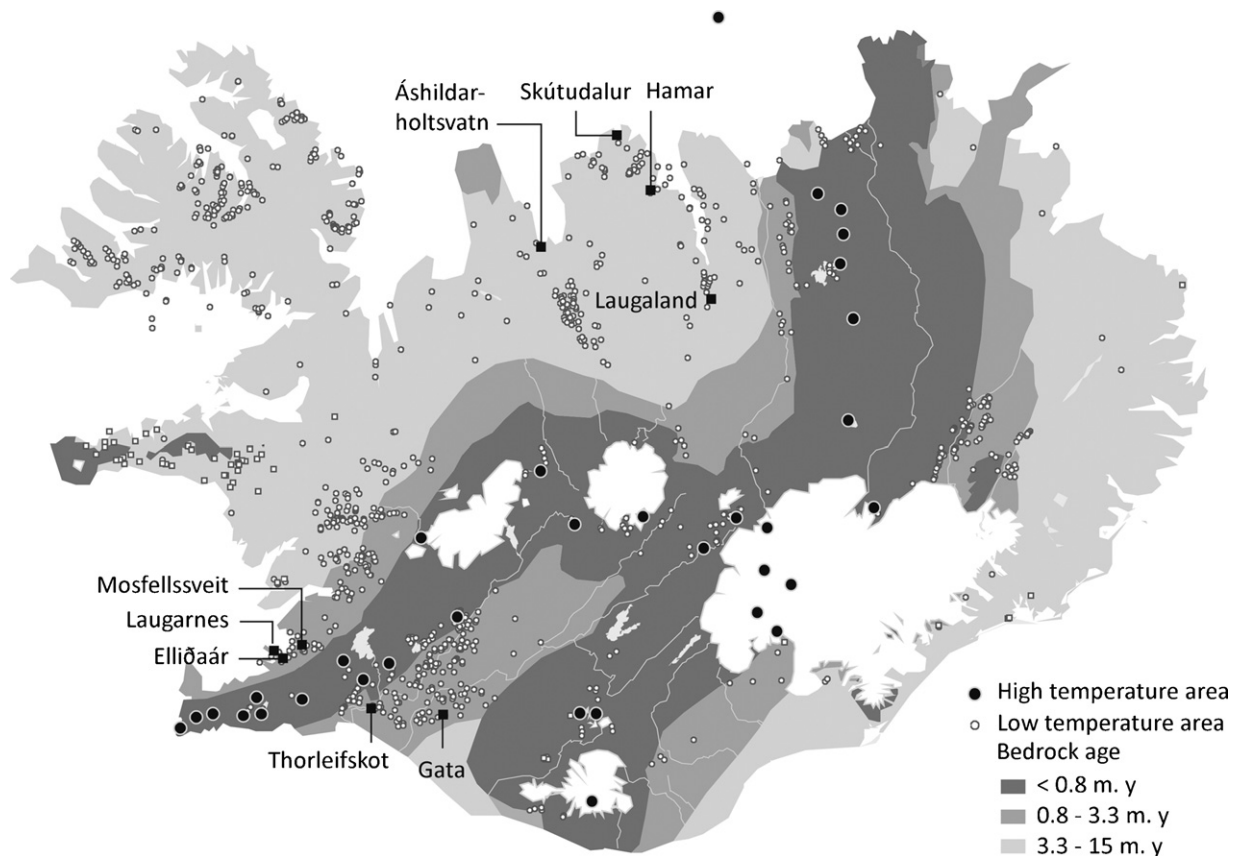 Áshildar-
holtsvatn
Skútudalur
Hamar
Laugaland
Mosfellssveit
Laugarnes
Elliðaár
Thorleifskot
Gata
High temperature area
Low temperature area
Bedrock age
< 0.8 m. y
0.8 - 3.3 m. y
3.3 - 15 m. y